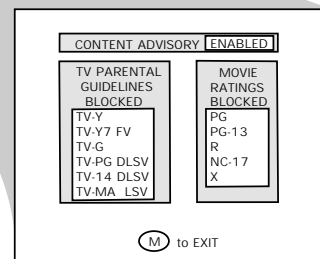 CONTENT ADVISORY ENABLED
TV PARENTAL
GUIDELINES
BLOCKED
TV-Y
TV-Y7 FV
TV-G
TV-PG DLSV
TV-14 DLSV
TV-MA LSV
MOVIE
RATINGS
BLOCKED
PG
PG-13
R
NC-17
X
M to EXIT